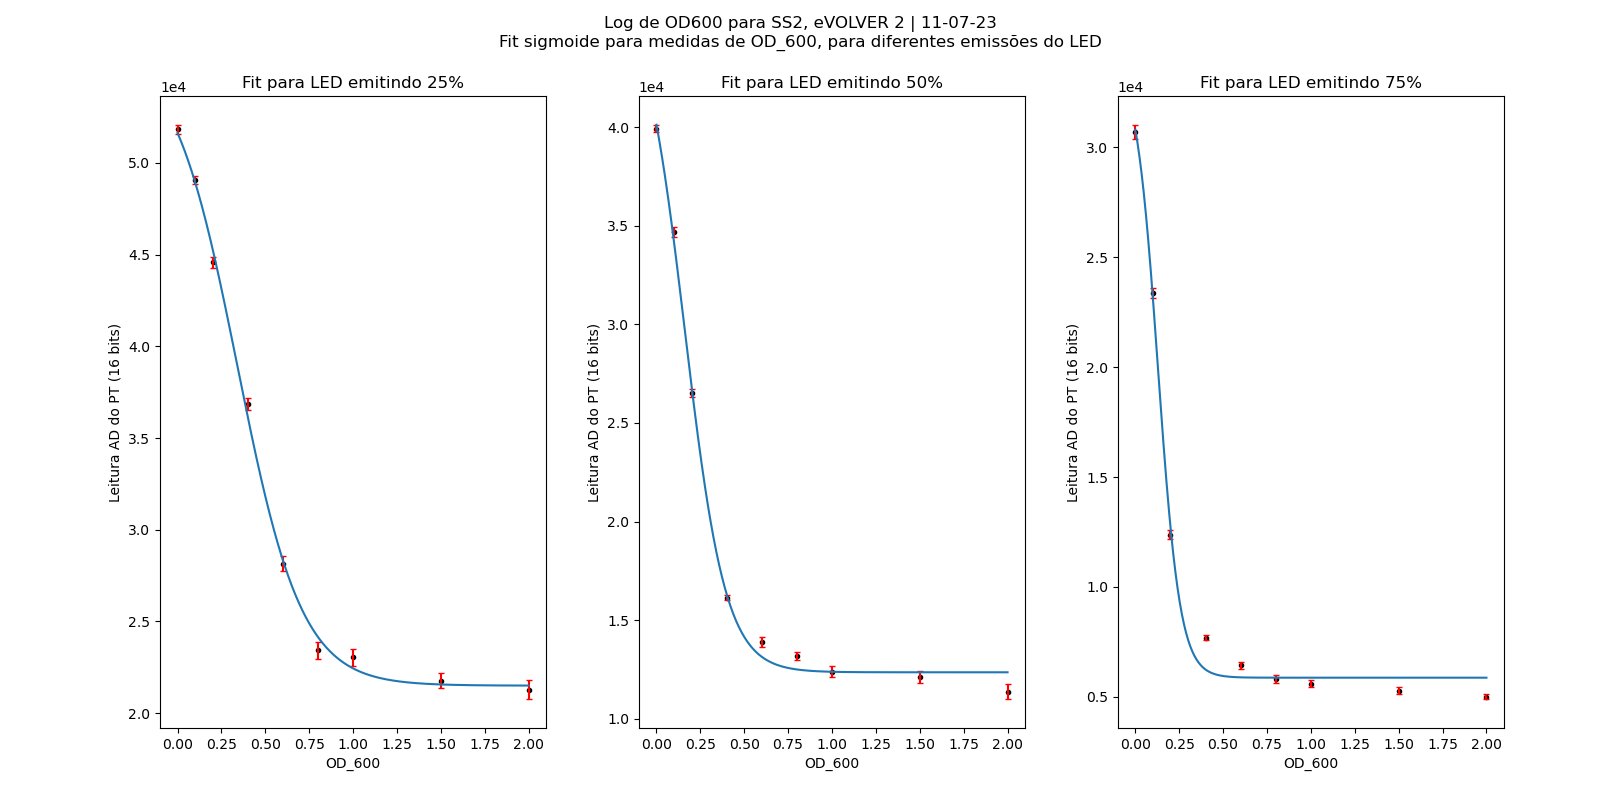 Log de OD600 para SS2, eVOLVER 2 | 11-07-23
Fit sigmoide para medidas de OD_600, para diferentes emissões do LED
Fit para LED emitindo 25%
1e4
5.0
4.5
4.0
3.5
3.0
2.5
2.0
Leitura AD do PT (16 bits)
0.00 0.25 0.50 0.75 1.00 1.25 1.50 1.75 2.00
OD_600
Fit para LED emitindo 50%
1e4
4.0
3.5
3.0
2.5
2.0
1.5
1.0
Leitura AD do PT (16 bits)
0.00 0.25 0.50 0.75 1.00 1.25 1.50 1.75 2.00
OD_600
Fit para LED emitindo 75%
1e4
3.0
2.5
2.0
1.5
1.0
0.5
Leitura AD do PT (16 bits)
0.00 0.25 0.50 0.75 1.00 1.25 1.50 1.75 2.00
OD_600